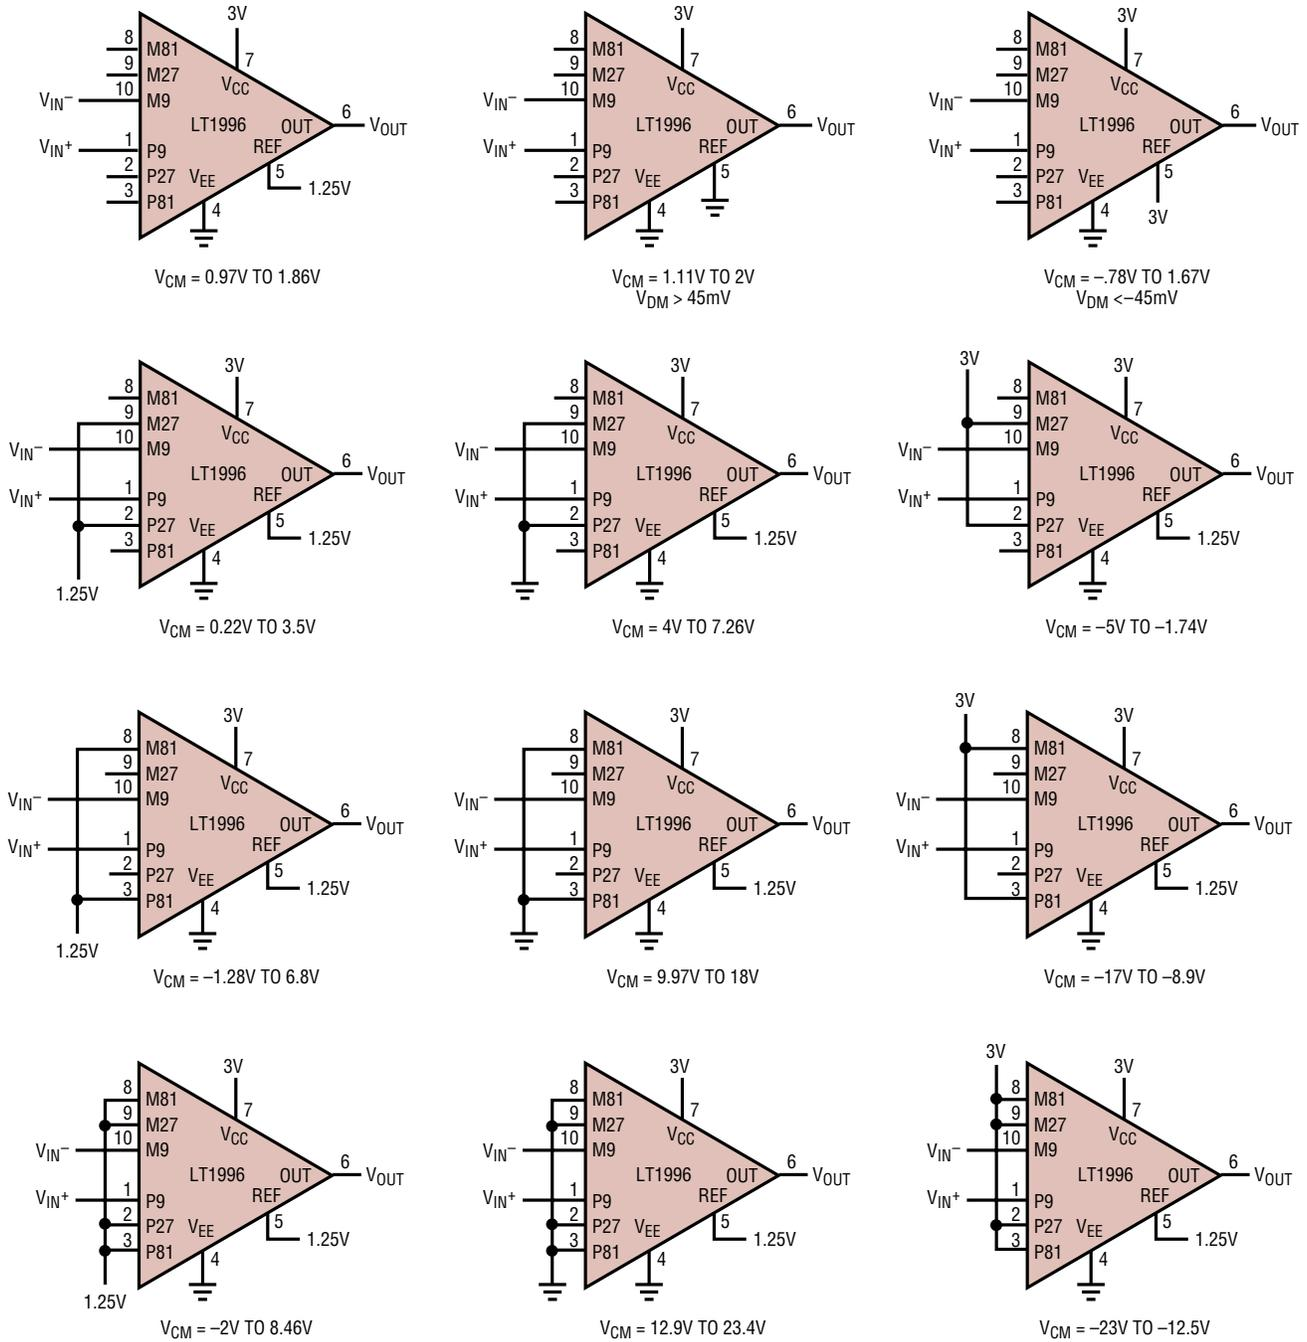 3V
8 M81 7
9 M27 VCC
VIN– 10 M9
LT1996 OUT 6 VOUT
VIN+ 1 P9 REF
2 P27 VEE 5 1.25V
3 P81 4
VCM = 0.97V TO 1.86V
3V
8 M81 7
9 M27 VCC
VIN– 10 M9
LT1996 OUT 6 VOUT
VIN+ 1 P9 REF
2 P27 VEE 5
3 P81 4
VCM = 1.11V TO 2V
VDM > 45mV
3V
8 M81 7
9 M27 VCC
VIN– 10 M9
LT1996 OUT 6 VOUT
VIN+ 1 P9 REF
2 P27 VEE 5
3 P81 4 3V
VCM = –.78V TO 1.67V
VDM <–45mV
3V
8 M81 7
9 M27 VCC
VIN– 10 M9
LT1996 OUT 6 VOUT
VIN+ 1 P9 REF
2 P27 VEE 5 1.25V
3 P81 4
1.25V
VCM = 0.22V TO 3.5V
3V
8 M81 7
9 M27 VCC
VIN– 10 M9
LT1996 OUT 6 VOUT
VIN+ 1 P9 REF
2 P27 VEE 5 1.25V
3 P81 4
VCM = 4V TO 7.26V
3V 3V
8 M81 7
9 M27 VCC
VIN– 10 M9
LT1996 OUT 6 VOUT
VIN+ 1 P9 REF
2 P27 VEE 5 1.25V
3 P81 4
VCM = –5V TO –1.74V
3V
8 M81 7
9 M27 VCC
VIN– 10 M9
LT1996 OUT 6 VOUT
VIN+ 1 P9 REF
2 P27 VEE 5 1.25V
3 P81 4
1.25V
VCM = –1.28V TO 6.8V
3V
8 M81 7
9 M27 VCC
VIN– 10 M9
LT1996 OUT 6 VOUT
VIN+ 1 P9 REF
2 P27 VEE 5 1.25V
3 P81 4
VCM = 9.97V TO 18V
3V 3V
8 M81 7
9 M27 VCC
VIN– 10 M9
LT1996 OUT 6 VOUT
VIN+ 1 P9 REF
2 P27 VEE 5 1.25V
3 P81 4
VCM = –17V TO –8.9V
3V
8 M81 7
9 M27 VCC
VIN– 10 M9
LT1996 OUT 6 VOUT
VIN+ 1 P9 REF
2 P27 VEE 5 1.25V
3 P81 4
1.25V
VCM = –2V TO 8.46V
3V
8 M81 7
9 M27 VCC
VIN– 10 M9
LT1996 OUT 6 VOUT
VIN+ 1 P9 REF
2 P27 VEE 5 1.25V
3 P81 4
VCM = 12.9V TO 23.4V
3V 3V
8 M81 7
9 M27 VCC
VIN– 10 M9
LT1996 OUT 6 VOUT
VIN+ 1 P9 REF
2 P27 VEE 5 1.25V
3 P81 4
VCM = –23V TO –12.5V